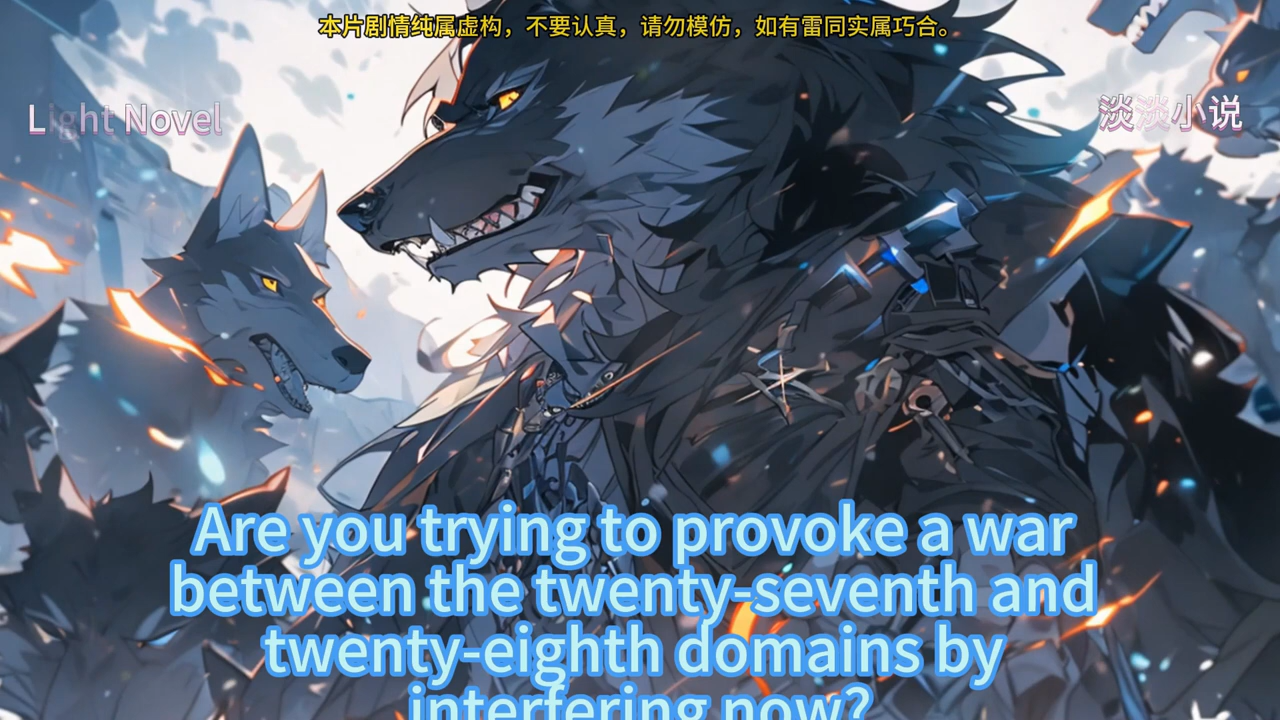 本片剧情纯属虚构，不要认真，请勿模仿，如有雷同实属巧合。
Light Novel
淡淡小说
Are you trying to provoke a war
between the twenty-seventh and
twenty-eighth domains by
interfering now?